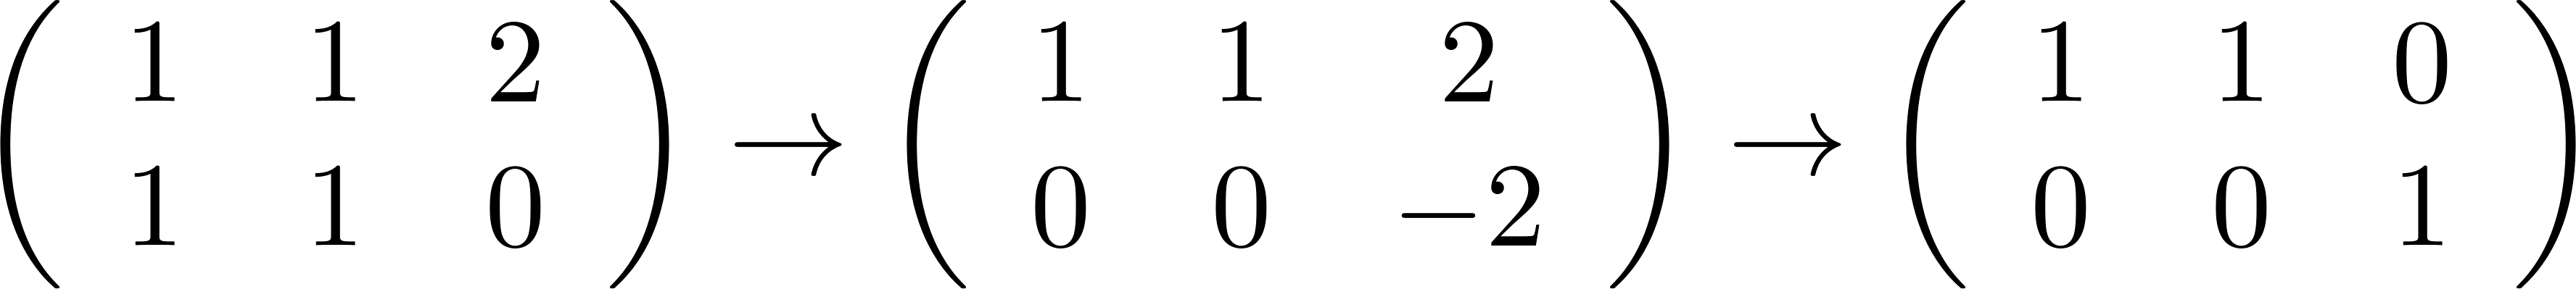 ( 1 1 2 ) → ( 1 1 2 ) → ( 1 1 0 )
( 1 1 0 ) ( 0 0 −2 ) ( 0 0 1 )